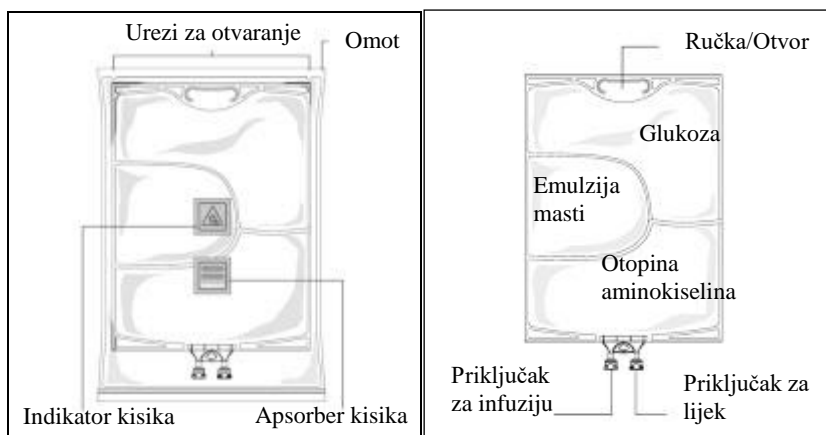 Urezi za otvaranje
Omot
Indikator kisika
Apsorber kisika
Ručka/Otvor
Glukoza
Emulzija
masti
Otopina
aminokiselina
Priključak
za infuziju
Priključak za
lijek